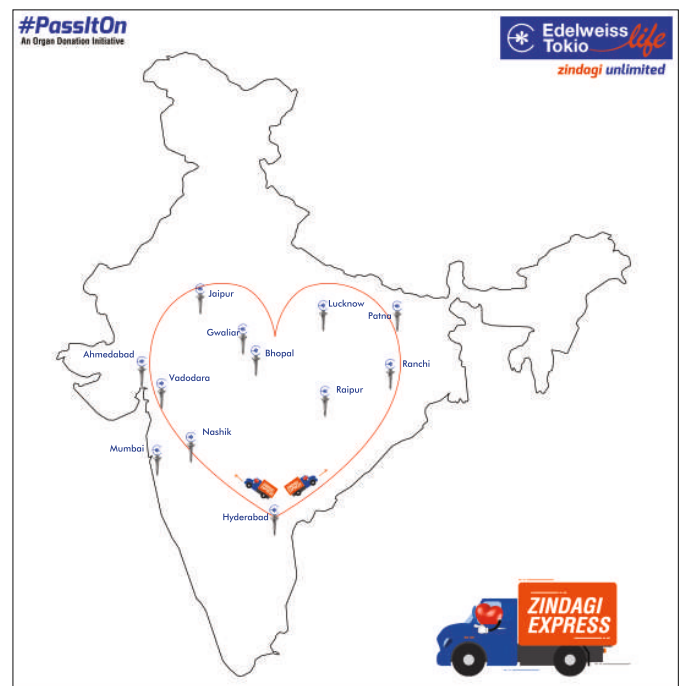 #PassItOn
An Organ Donation Initiative
Edelweiss
Tokio life
zindagi unlimited
Jaipur
Lucknow
Patna
Gwalior
Bhopal
Ahmedabad
Ranchi
Vadodara
Raipur
Nashik
Mumbai
Hyderabad
ZINDAGI
EXPRESS